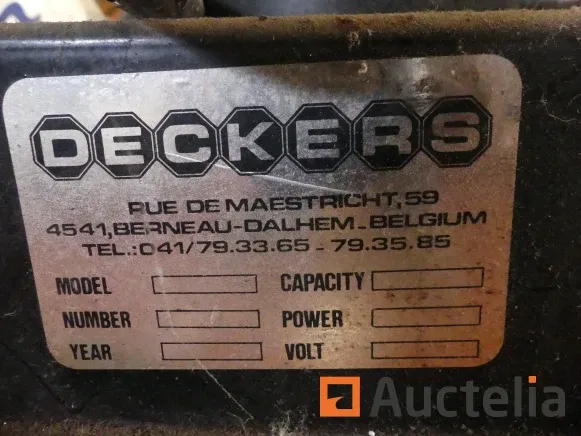 DECKERS
RUE DE MAESTRICHT,59
4541,BERNEAU-DALHEM-BELGIUM
TEL.:041/79.33.65-79.35.85
MODEL CAPACITY
NUMBER POWER
YEAR VOLT
Auctelia